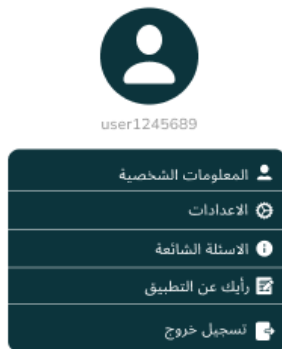 user1245689
المعلومات الشخصية
الاعدادات
الاسئلة الشائعة
رأيك عن التطبيق
تسجيل خروج